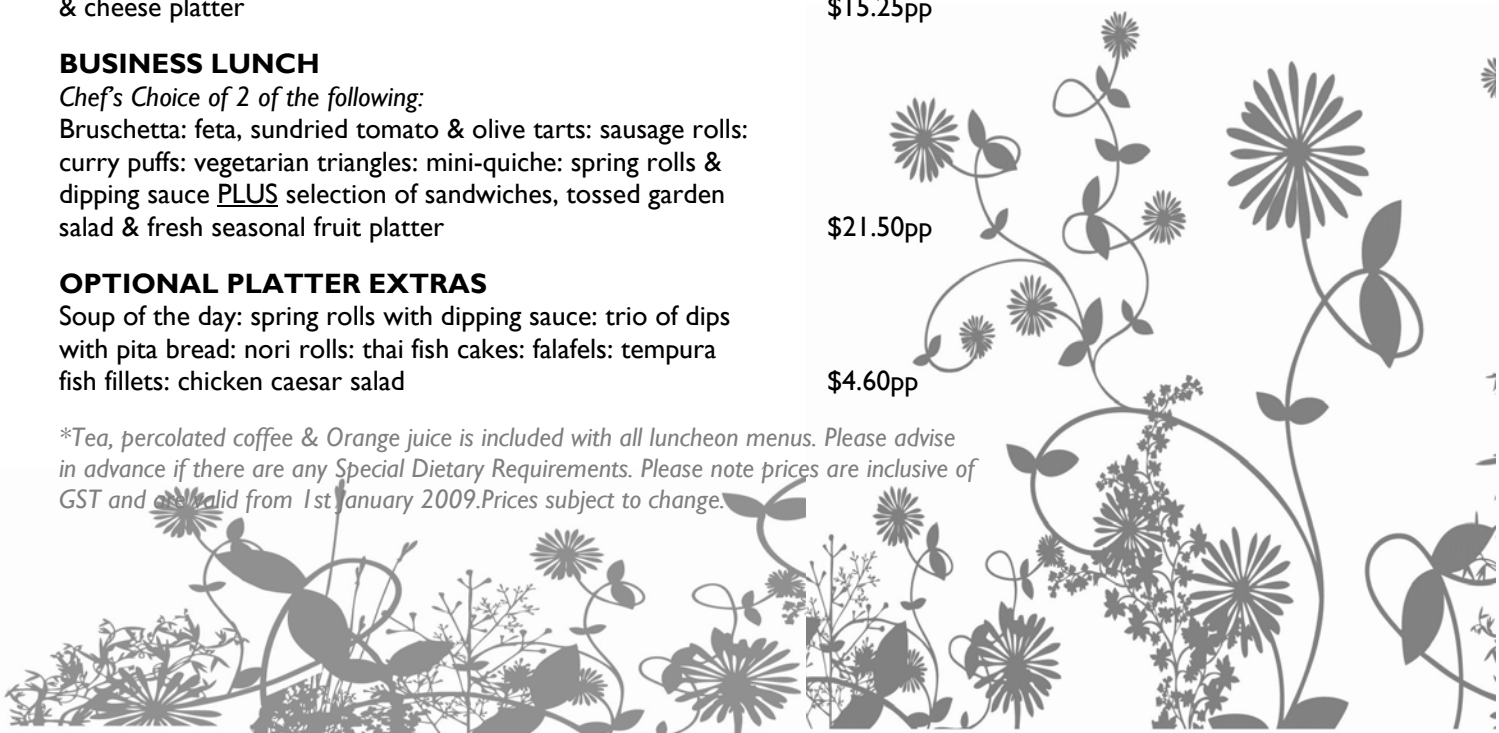 & cheese platter $15.25pp
BUSINESS LUNCH
Chef's Choice of 2 of the following:
Bruschetta: feta, sundried tomato & olive tarts: sausage rolls:
curry puffs: vegetarian triangles: mini-quiche: spring rolls &
dipping sauce PLUS selection of sandwiches, tossed garden
salad & fresh seasonal fruit platter $21.50pp
OPTIONAL PLATTER EXTRAS
Soup of the day: spring rolls with dipping sauce: trio of dips
with pita bread: nori rolls: thai fish cakes: falafels: tempura
fish fillets: chicken caesar salad $4.60pp
*Tea, percolated coffee & Orange juice is included with all luncheon menus. Please advise
in advance if there are any Special Dietary Requirements. Please note prices are inclusive of
GST and are valid from 1st January 2009.Prices subject to change.